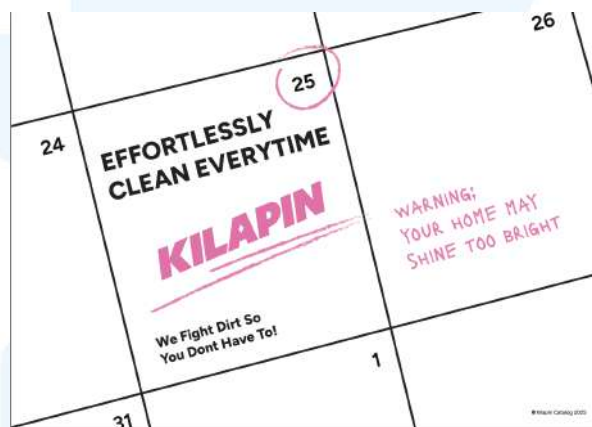 26
25
24
EFFORTLESSLY
CLEAN EVERYTIME
KILAPIN
WARNING;
YOUR HOME MAY
SHINE TOO BRIGHT
We Fight Dirt So
You Dont Have To!
1
31